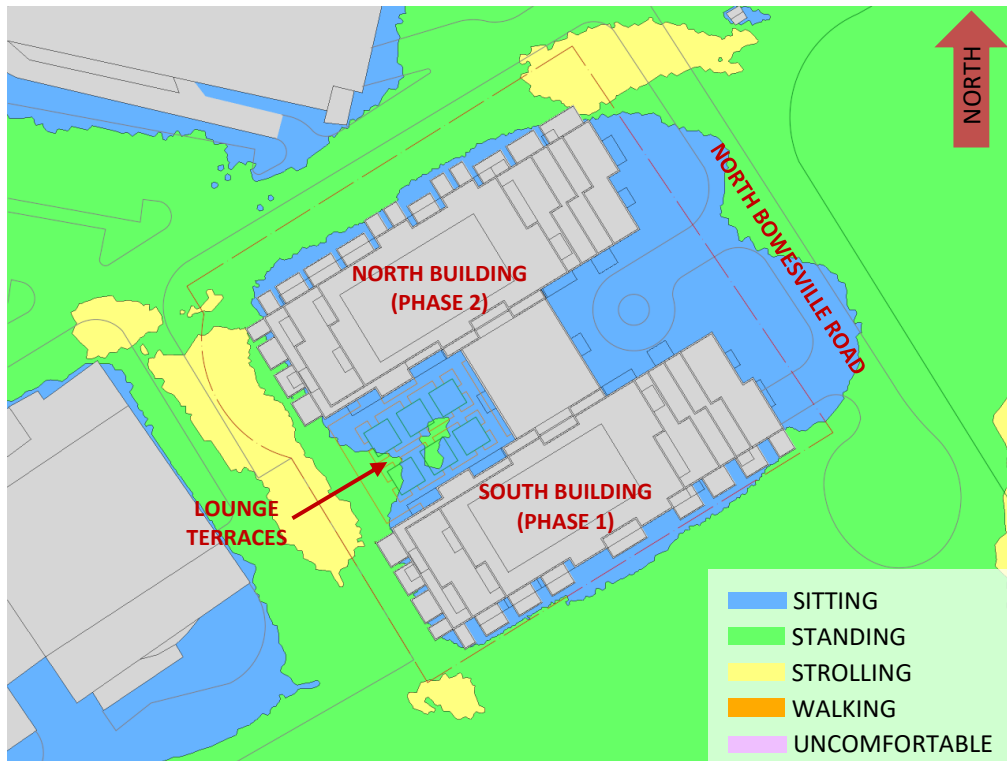 NORTH
NORTH BOWESVILLE ROAD
NORTH BUILDING
(PHASE 2)
SOUTH BUILDING
(PHASE 1)
LOUNGE
TERRACES
SITTING
STANDING
STROLLING
WALKING
UNCOMFORTABLE